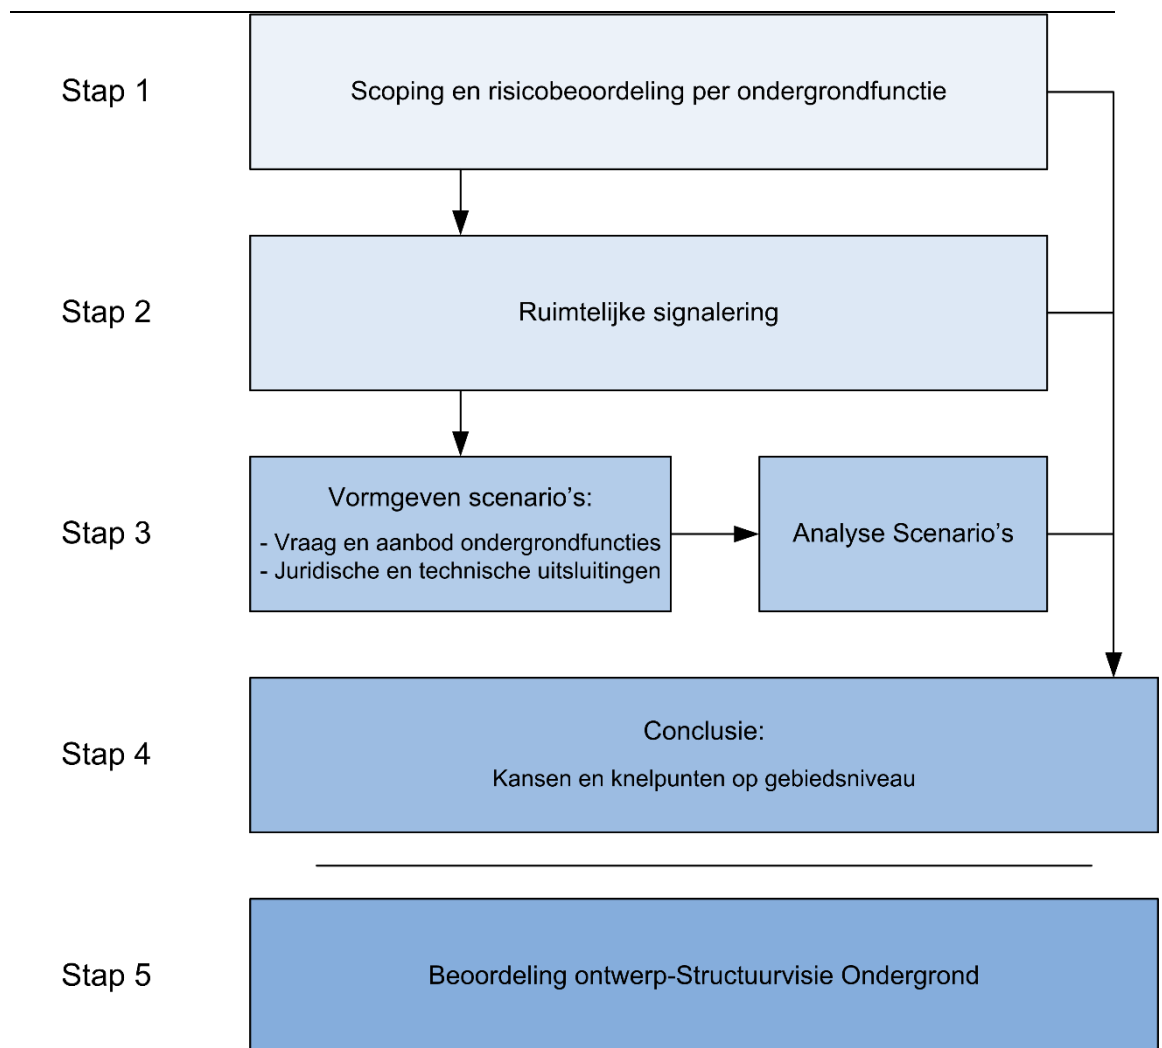 Stap 1
Scoping en risicobeoordeling per ondergrondfunctie
Stap 2
Ruimtelijke signalering
Stap 3
Vormgeven scenario’s:
- Vraag en aanbod ondergrondfuncties
- Juridische en technische uitsluitingen
Analyse Scenario’s
Stap 4
Conclusie:
Kansen en knelpunten op gebiedsniveau
Stap 5
Beoordeling ontwerp-Structuurvisie Ondergrond